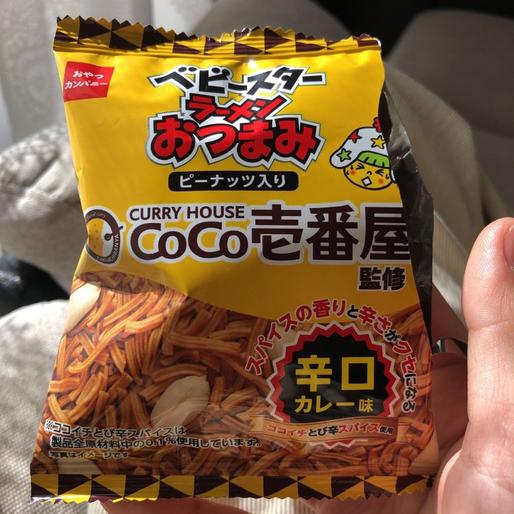 おやつ
カンパニー
ベビースター
ラーメン
おつまみ
ピーナッツ入り
CURRY HOUSE
CoCo壱番屋
監修
スパイスの香りと辛さがクセになる
辛口
カレー味
ココイチとび辛スパイス使用
※ココイチとび辛スパイスは
製品全原材料中の0.1%使用しています。
写真はイメージです